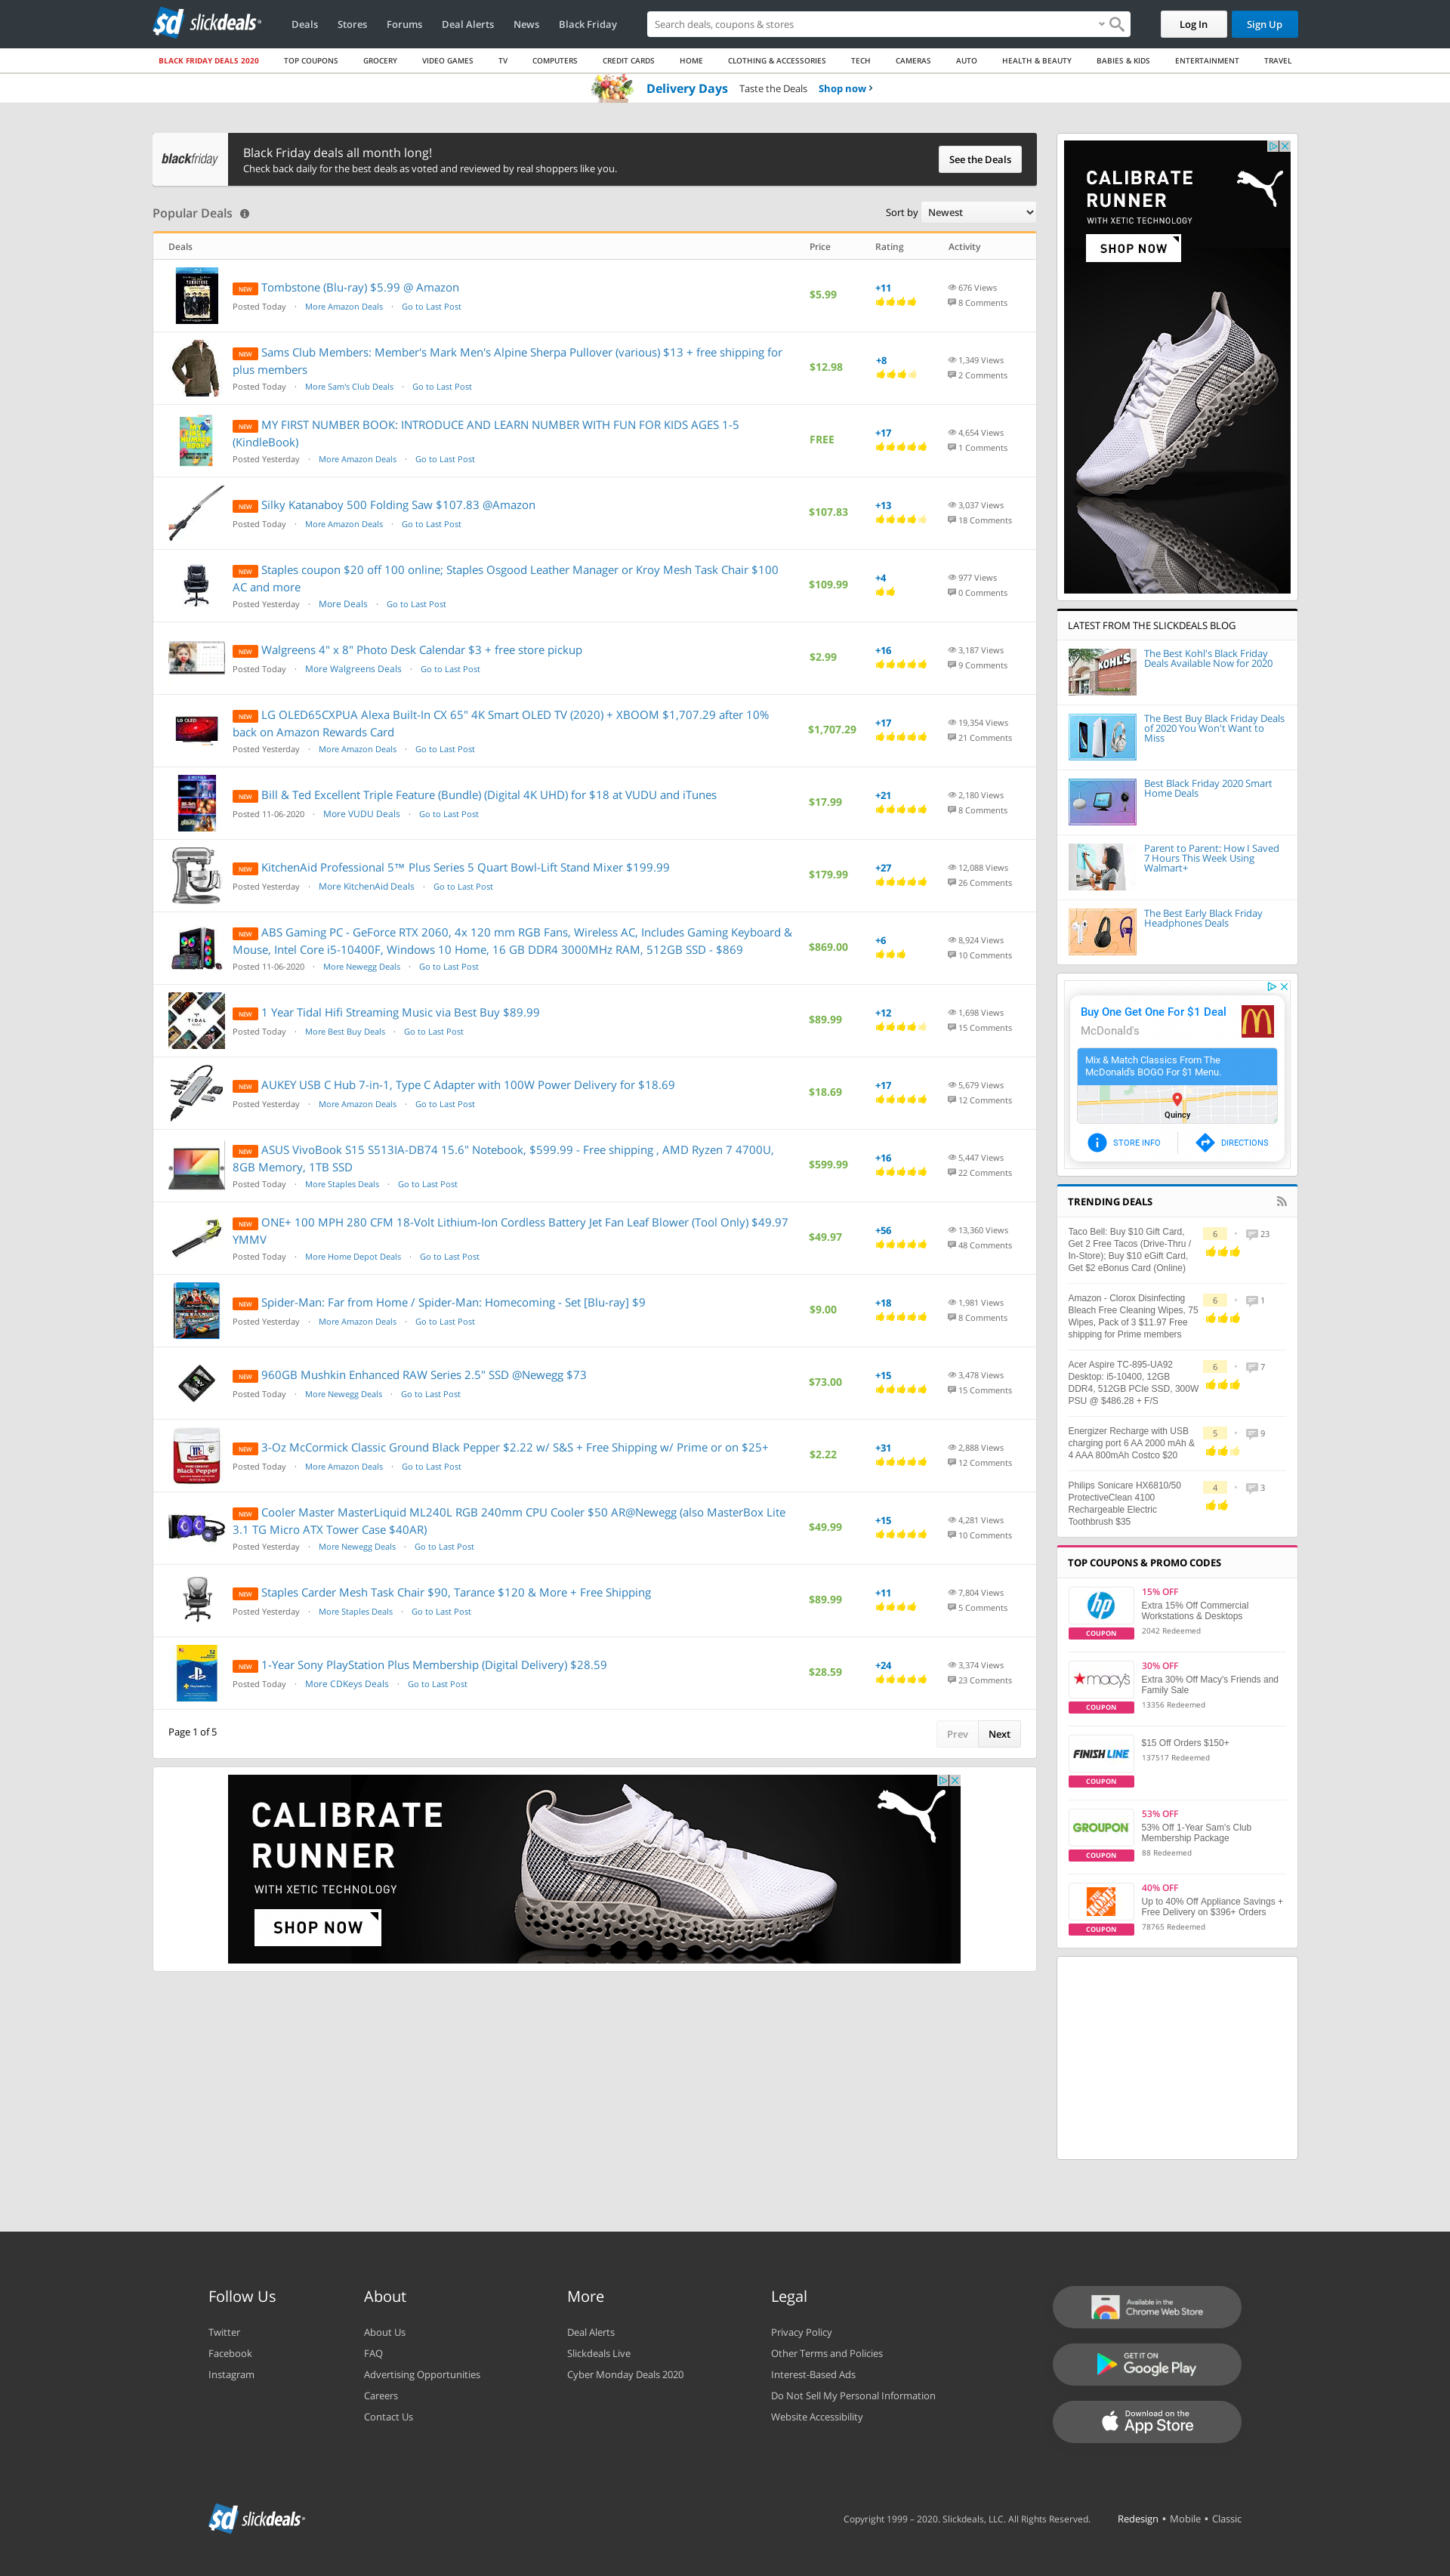 sd slickdeals
Deals Stores Forums Deal Alerts News Black Friday
Search deals, coupons & stores
Log In
Sign Up
BLACK FRIDAY DEALS 2020 TOP COUPONS GROCERY VIDEO GAMES TV COMPUTERS CREDIT CARDS HOME CLOTHING & ACCESSORIES TECH CAMERAS AUTO HEALTH & BEAUTY BABIES & KIDS ENTERTAINMENT TRAVEL
Delivery Days Taste the Deals Shop now
blackfriday
Black Friday deals all month long!
Check back daily for the best deals as voted and reviewed by real shoppers like you.
See the Deals
Popular Deals
Sort by Newest
Deals Price Rating Activity
NEW Tombstone (Blu-ray) $5.99 @ Amazon
Posted Today · More Amazon Deals · Go to Last Post
$5.99
+11
676 Views
8 Comments
NEW Sams Club Members: Member's Mark Men's Alpine Sherpa Pullover (various) $13 + free shipping for
plus members
Posted Today · More Sam's Club Deals · Go to Last Post
$12.98
+8
1,349 Views
2 Comments
NEW MY FIRST NUMBER BOOK: INTRODUCE AND LEARN NUMBER WITH FUN FOR KIDS AGES 1-5
(KindleBook)
Posted Yesterday · More Amazon Deals · Go to Last Post
FREE
+17
4,654 Views
1 Comments
NEW Silky Katanaboy 500 Folding Saw $107.83 @Amazon
Posted Today · More Amazon Deals · Go to Last Post
$107.83
+13
3,037 Views
18 Comments
NEW Staples coupon $20 off 100 online; Staples Osgood Leather Manager or Kroy Mesh Task Chair $100
AC and more
Posted Yesterday · More Deals · Go to Last Post
$109.99
+4
977 Views
0 Comments
NEW Walgreens 4" x 8" Photo Desk Calendar $3 + free store pickup
Posted Today · More Walgreens Deals · Go to Last Post
$2.99
+16
3,187 Views
9 Comments
NEW LG OLED65CXPUA Alexa Built-In CX 65" 4K Smart OLED TV (2020) + XBOOM $1,707.29 after 10%
back on Amazon Rewards Card
Posted Yesterday · More Amazon Deals · Go to Last Post
$1,707.29
+17
19,354 Views
21 Comments
NEW Bill & Ted Excellent Triple Feature (Bundle) (Digital 4K UHD) for $18 at VUDU and iTunes
Posted 11-06-2020 · More VUDU Deals · Go to Last Post
$17.99
+21
2,180 Views
8 Comments
NEW KitchenAid Professional 5™ Plus Series 5 Quart Bowl-Lift Stand Mixer $199.99
Posted Yesterday · More KitchenAid Deals · Go to Last Post
$179.99
+27
12,088 Views
26 Comments
NEW ABS Gaming PC - GeForce RTX 2060, 4x 120 mm RGB Fans, Wireless AC, Includes Gaming Keyboard &
Mouse, Intel Core i5-10400F, Windows 10 Home, 16 GB DDR4 3000MHz RAM, 512GB SSD - $869
Posted 11-06-2020 · More Newegg Deals · Go to Last Post
$869.00
+6
8,924 Views
10 Comments
NEW 1 Year Tidal Hifi Streaming Music via Best Buy $89.99
Posted Today · More Best Buy Deals · Go to Last Post
$89.99
+12
1,698 Views
15 Comments
NEW AUKEY USB C Hub 7-in-1, Type C Adapter with 100W Power Delivery for $18.69
Posted Yesterday · More Amazon Deals · Go to Last Post
$18.69
+17
5,679 Views
12 Comments
NEW ASUS VivoBook S15 S513IA-DB74 15.6" Notebook, $599.99 - Free shipping , AMD Ryzen 7 4700U,
8GB Memory, 1TB SSD
Posted Today · More Staples Deals · Go to Last Post
$599.99
+16
5,447 Views
22 Comments
NEW ONE+ 100 MPH 280 CFM 18-Volt Lithium-Ion Cordless Battery Jet Fan Leaf Blower (Tool Only) $49.97
YMMV
Posted Today · More Home Depot Deals · Go to Last Post
$49.97
+56
13,360 Views
48 Comments
NEW Spider-Man: Far from Home / Spider-Man: Homecoming - Set [Blu-ray] $9
Posted Yesterday · More Amazon Deals · Go to Last Post
$9.00
+18
1,981 Views
8 Comments
NEW 960GB Mushkin Enhanced RAW Series 2.5" SSD @Newegg $73
Posted Today · More Newegg Deals · Go to Last Post
$73.00
+15
3,478 Views
15 Comments
NEW 3-Oz McCormick Classic Ground Black Pepper $2.22 w/ S&S + Free Shipping w/ Prime or on $25+
Posted Today · More Amazon Deals · Go to Last Post
$2.22
+31
2,888 Views
12 Comments
NEW Cooler Master MasterLiquid ML240L RGB 240mm CPU Cooler $50 AR@Newegg (also MasterBox Lite
3.1 TG Micro ATX Tower Case $40AR)
Posted Yesterday · More Newegg Deals · Go to Last Post
$49.99
+15
4,281 Views
10 Comments
NEW Staples Carder Mesh Task Chair $90, Tarance $120 & More + Free Shipping
Posted Yesterday · More Staples Deals · Go to Last Post
$89.99
+11
7,804 Views
5 Comments
NEW 1-Year Sony PlayStation Plus Membership (Digital Delivery) $28.59
Posted Today · More CDKeys Deals · Go to Last Post
$28.59
+24
3,374 Views
23 Comments
Page 1 of 5
Prev Next
CALIBRATE
RUNNER
WITH XETIC TECHNOLOGY
SHOP NOW
CALIBRATE
RUNNER
WITH XETIC TECHNOLOGY
SHOP NOW
LATEST FROM THE SLICKDEALS BLOG
KOHL'S
The Best Kohl's Black Friday
Deals Available Now for 2020
The Best Buy Black Friday Deals
of 2020 You Won't Want to
Miss
Best Black Friday 2020 Smart
Home Deals
Parent to Parent: How I Saved
7 Hours This Week Using
Walmart+
The Best Early Black Friday
Headphones Deals
Buy One Get One For $1 Deal
McDonald's
Mix & Match Classics From The
McDonald's BOGO For $1 Menu.
Quincy
STORE INFO
DIRECTIONS
TRENDING DEALS
Taco Bell: Buy $10 Gift Card,
Get 2 Free Tacos (Drive-Thru /
In-Store); Buy $10 eGift Card,
Get $2 eBonus Card (Online)
6 • 23
Amazon - Clorox Disinfecting
Bleach Free Cleaning Wipes, 75
Wipes, Pack of 3 $11.97 Free
shipping for Prime members
6 • 1
Acer Aspire TC-895-UA92
Desktop: i5-10400, 12GB
DDR4, 512GB PCIe SSD, 300W
PSU @ $486.28 + F/S
6 • 7
Energizer Recharge with USB
charging port 6 AA 2000 mAh &
4 AAA 800mAh Costco $20
5 • 9
Philips Sonicare HX6810/50
ProtectiveClean 4100
Rechargeable Electric
Toothbrush $35
4 • 3
TOP COUPONS & PROMO CODES
hp
COUPON
15% OFF
Extra 15% Off Commercial
Workstations & Desktops
2042 Redeemed
macy's
COUPON
30% OFF
Extra 30% Off Macy's Friends and
Family Sale
13356 Redeemed
FINISH LINE
COUPON
$15 Off Orders $150+
137517 Redeemed
GROUPON
COUPON
53% OFF
53% Off 1-Year Sam's Club
Membership Package
88 Redeemed
COUPON
40% OFF
Up to 40% Off Appliance Savings +
Free Delivery on $396+ Orders
78765 Redeemed
Follow Us
Twitter
Facebook
Instagram
About
About Us
FAQ
Advertising Opportunities
Careers
Contact Us
More
Deal Alerts
Slickdeals Live
Cyber Monday Deals 2020
Legal
Privacy Policy
Other Terms and Policies
Interest-Based Ads
Do Not Sell My Personal Information
Website Accessibility
Available in the
Chrome Web Store
GET IT ON
Google Play
Download on the
App Store
sd slickdeals
Copyright 1999 – 2020. Slickdeals, LLC. All Rights Reserved.
Redesign • Mobile • Classic